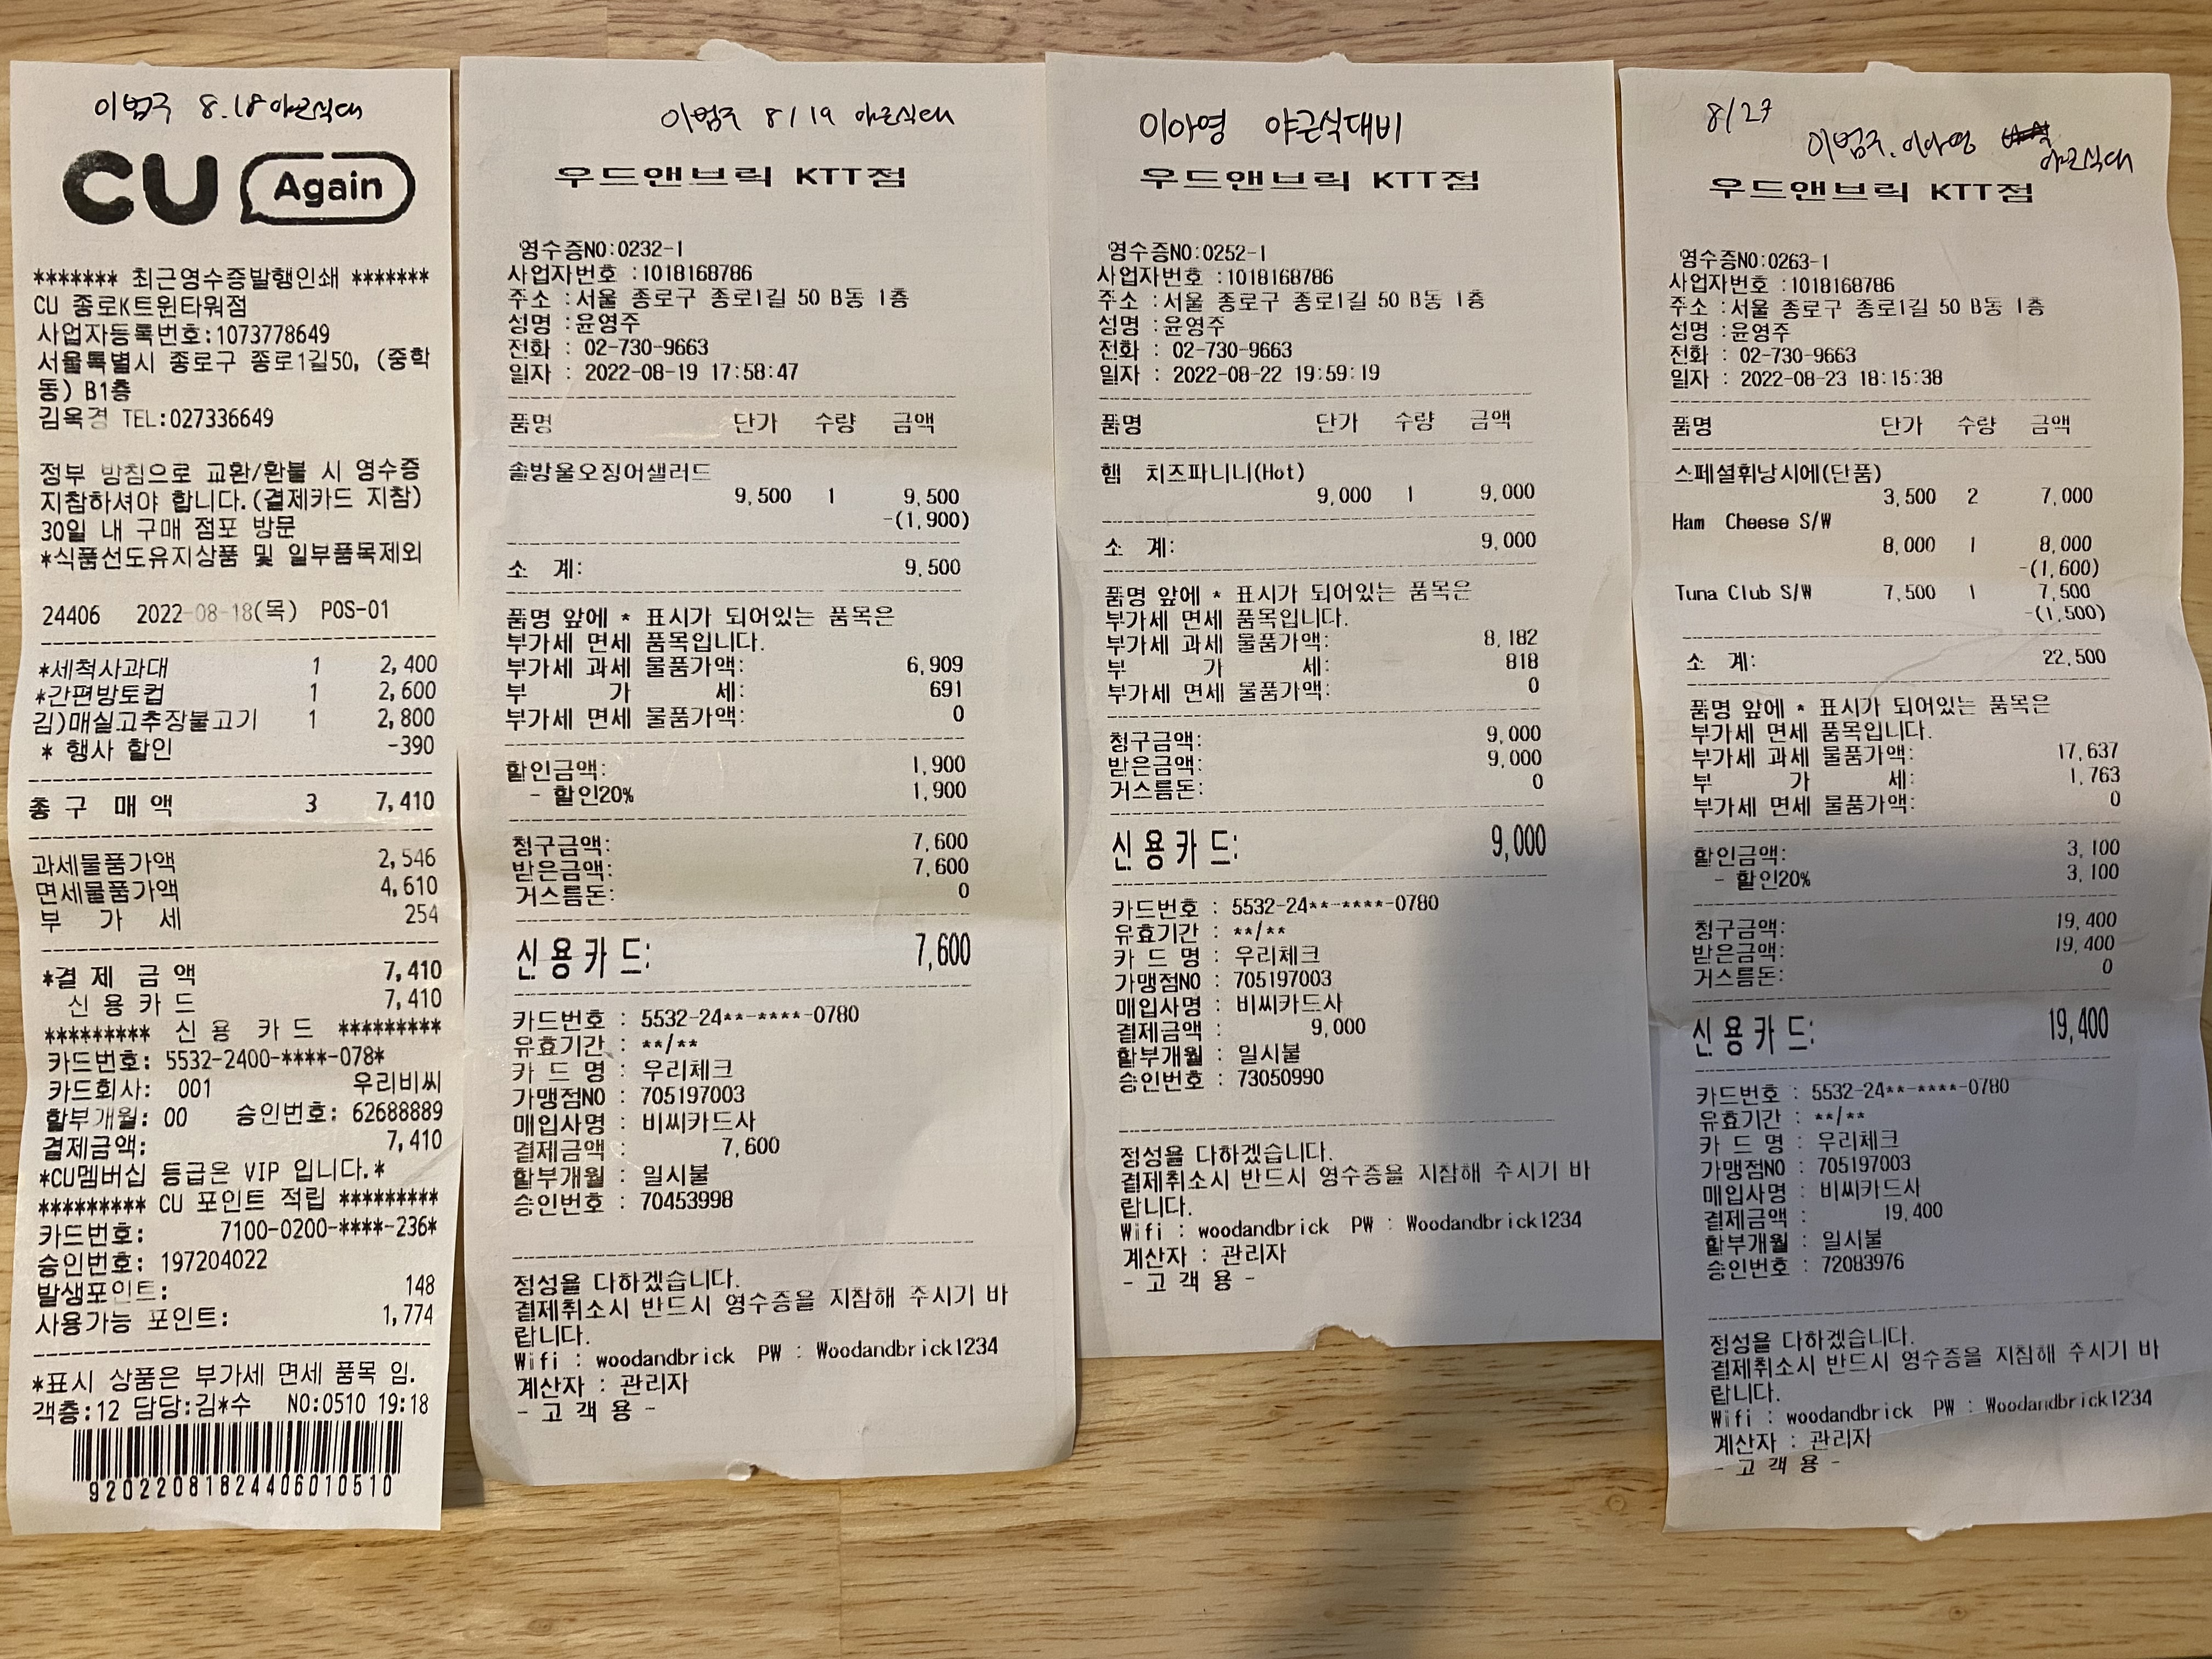 이범주 8.18 야근식대
CU Again
******* 최근영수증발행인쇄 *******
CU 종로K트윈타워점
사업자등록번호:1073778649
서울특별시 종로구 종로1길50, (중학
동) B1층
김옥경 TEL:027336649
정부 방침으로 교환/환불 시 영수증
지참하셔야 합니다.(결제카드 지참)
30일 내 구매 점포 방문
*식품선도유지상품 및 일부품목제외
24406 2022-08-18(목) POS-01
*세척사과대 1 2,400
*간편방토컵 1 2,600
김)매실고추장불고기 1 2,800
* 행사 할인 -390
총 구 매 액 3 7,410
과세물품가액 2,546
면세물품가액 4,610
부 가 세 254
*결 제 금 액 7,410
신 용 카 드 7,410
********* 신 용 카 드 *********
카드번호: 5532-2400-****-078*
카드회사: 001 우리비씨
할부개월: 00 승인번호: 62688889
결제금액: 7,410
*CU멤버십 등급은 VIP 입니다.*
********* CU 포인트 적립 *********
카드번호: 7100-0200-****-236*
승인번호: 197204022
발생포인트: 148
사용가능 포인트: 1,774
*표시 상품은 부가세 면세 품목 임.
객층:12 담당:김*수 NO:0510 19:18
92022081824406010510
이범주 8/19 야근식대
우드앤브릭 KTT점
영수증NO:0232-1
사업자번호 :1018168786
주소 :서울 종로구 종로1길 50 B동 1층
성명 :윤영주
전화 : 02-730-9663
일자 : 2022-08-19 17:58:47
품명 단가 수량 금액
솔방울오징어샐러드
9,500 1 9,500
-(1,900)
소 계: 9,500
품명 앞에 * 표시가 되어있는 품목은
부가세 면세 품목입니다.
부가세 과세 물품가액: 6,909
부 가 세: 691
부가세 면세 물품가액: 0
할인금액: 1,900
- 할인20% 1,900
청구금액: 7,600
받은금액: 7,600
거스름돈: 0
신용카드: 7,600
카드번호 : 5532-24**-****-0780
유효기간 : **/**
카 드 명 : 우리체크
가맹점NO : 705197003
매입사명 : 비씨카드사
결제금액 : 7,600
할부개월 : 일시불
승인번호 : 70453998
정성을 다하겠습니다.
결제취소시 반드시 영수증을 지참해 주시기 바
랍니다.
Wifi : woodandbrick PW : Woodandbrick1234
계산자 : 관리자
- 고 객 용 -
이아영 야근식대비
우드앤브릭 KTT점
영수증NO:0252-1
사업자번호 :1018168786
주소 :서울 종로구 종로1길 50 B동 1층
성명 :윤영주
전화 : 02-730-9663
일자 : 2022-08-22 19:59:19
품명 단가 수량 금액
햄 치즈파니니(Hot)
9,000 1 9,000
소 계: 9,000
품명 앞에 * 표시가 되어있는 품목은
부가세 면세 품목입니다.
부가세 과세 물품가액: 8,182
부 가 세: 818
부가세 면세 물품가액: 0
청구금액: 9,000
받은금액: 9,000
거스름돈: 0
신용카드: 9,000
카드번호 : 5532-24**-****-0780
유효기간 : **/**
카 드 명 : 우리체크
가맹점NO : 705197003
매입사명 : 비씨카드사
결제금액 : 9,000
할부개월 : 일시불
승인번호 : 73050990
정성을 다하겠습니다.
결제취소시 반드시 영수증을 지참해 주시기 바
랍니다.
Wifi : woodandbrick PW : Woodandbrick1234
계산자 : 관리자
- 고 객 용 -
8/23
이범주.이아영
야근식대
우드앤브릭 KTT점
영수증NO:0263-1
사업자번호 :1018168786
주소 :서울 종로구 종로1길 50 B동 1층
성명 :윤영주
전화 : 02-730-9663
일자 : 2022-08-23 18:15:38
품명 단가 수량 금액
스페셜휘낭시에(단품)
3,500 2 7,000
Ham Cheese S/W
8,000 1 8,000
-(1,600)
Tuna Club S/W 7,500 1 7,500
-(1,500)
소 계: 22,500
품명 앞에 * 표시가 되어있는 품목은
부가세 면세 품목입니다.
부가세 과세 물품가액: 17,637
부 가 세: 1,763
부가세 면세 물품가액: 0
할인금액: 3,100
- 할인20% 3,100
청구금액: 19,400
받은금액: 19,400
거스름돈: 0
신용카드: 19,400
카드번호 : 5532-24**-****-0780
유효기간 : **/**
카 드 명 : 우리체크
가맹점NO : 705197003
매입사명 : 비씨카드사
결제금액 : 19,400
할부개월 : 일시불
승인번호 : 72083976
정성을 다하겠습니다.
결제취소시 반드시 영수증을 지침해 주시기 바
랍니다.
Wifi : woodandbrick PW : Woodandbrick1234
계산자 : 관리자
- 고 객 용 -